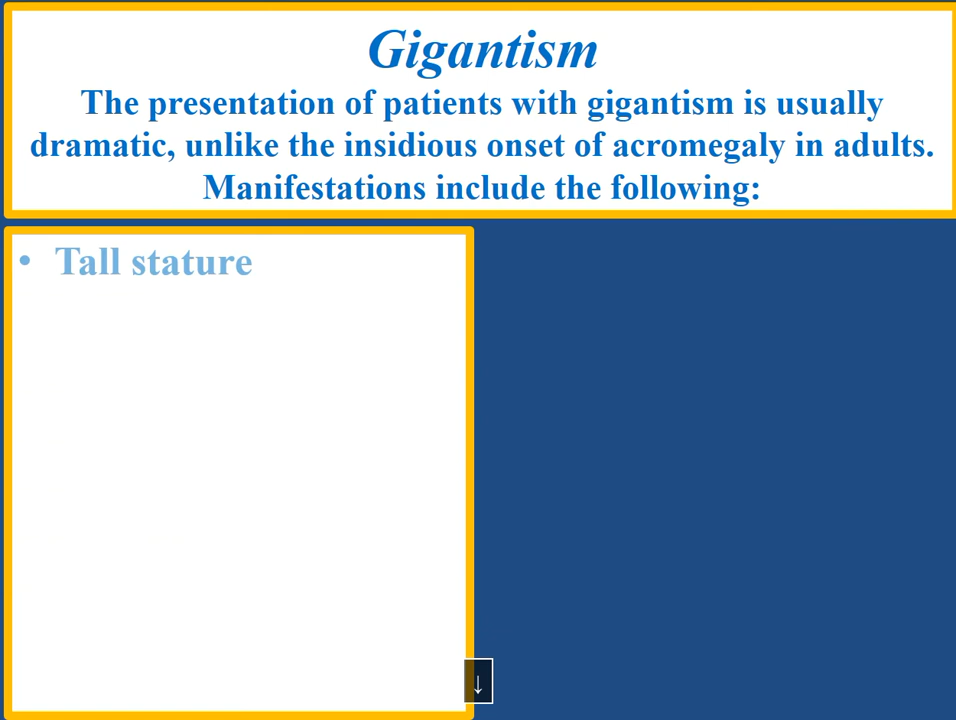 Gigantism
The presentation of patients with gigantism is usually
dramatic, unlike the insidious onset of acromegaly in adults.
Manifestations include the following:
• Tall stature
↓